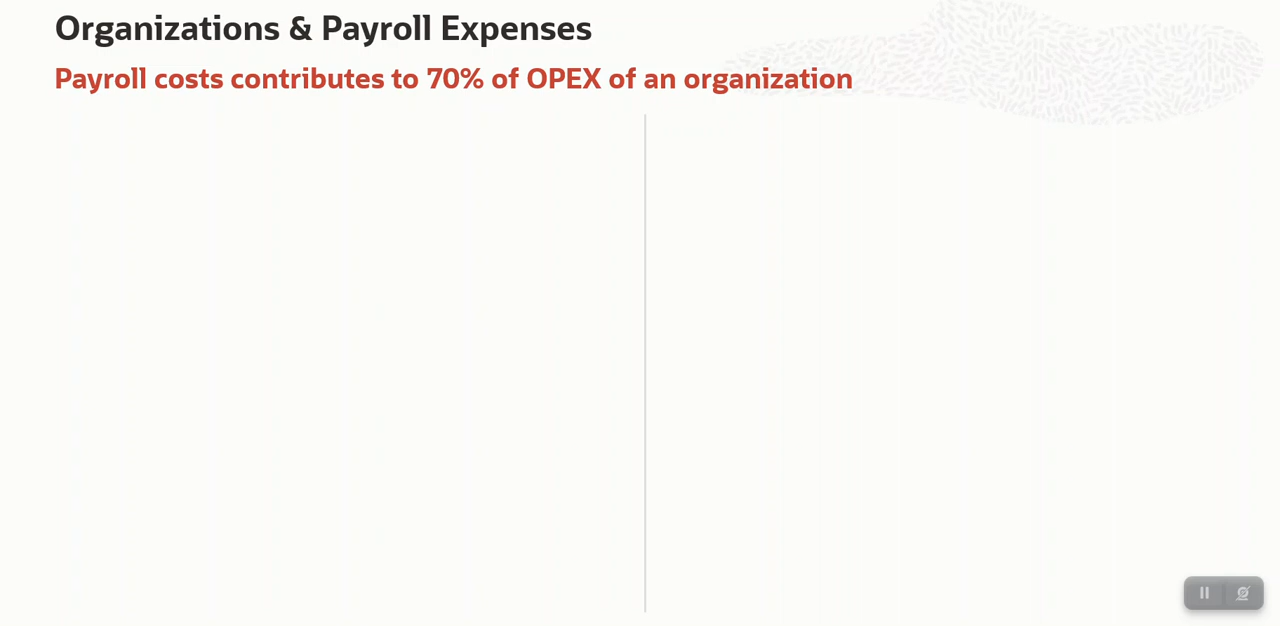 Organizations & Payroll Expenses
Payroll costs contributes to 70% of OPEX of an organization